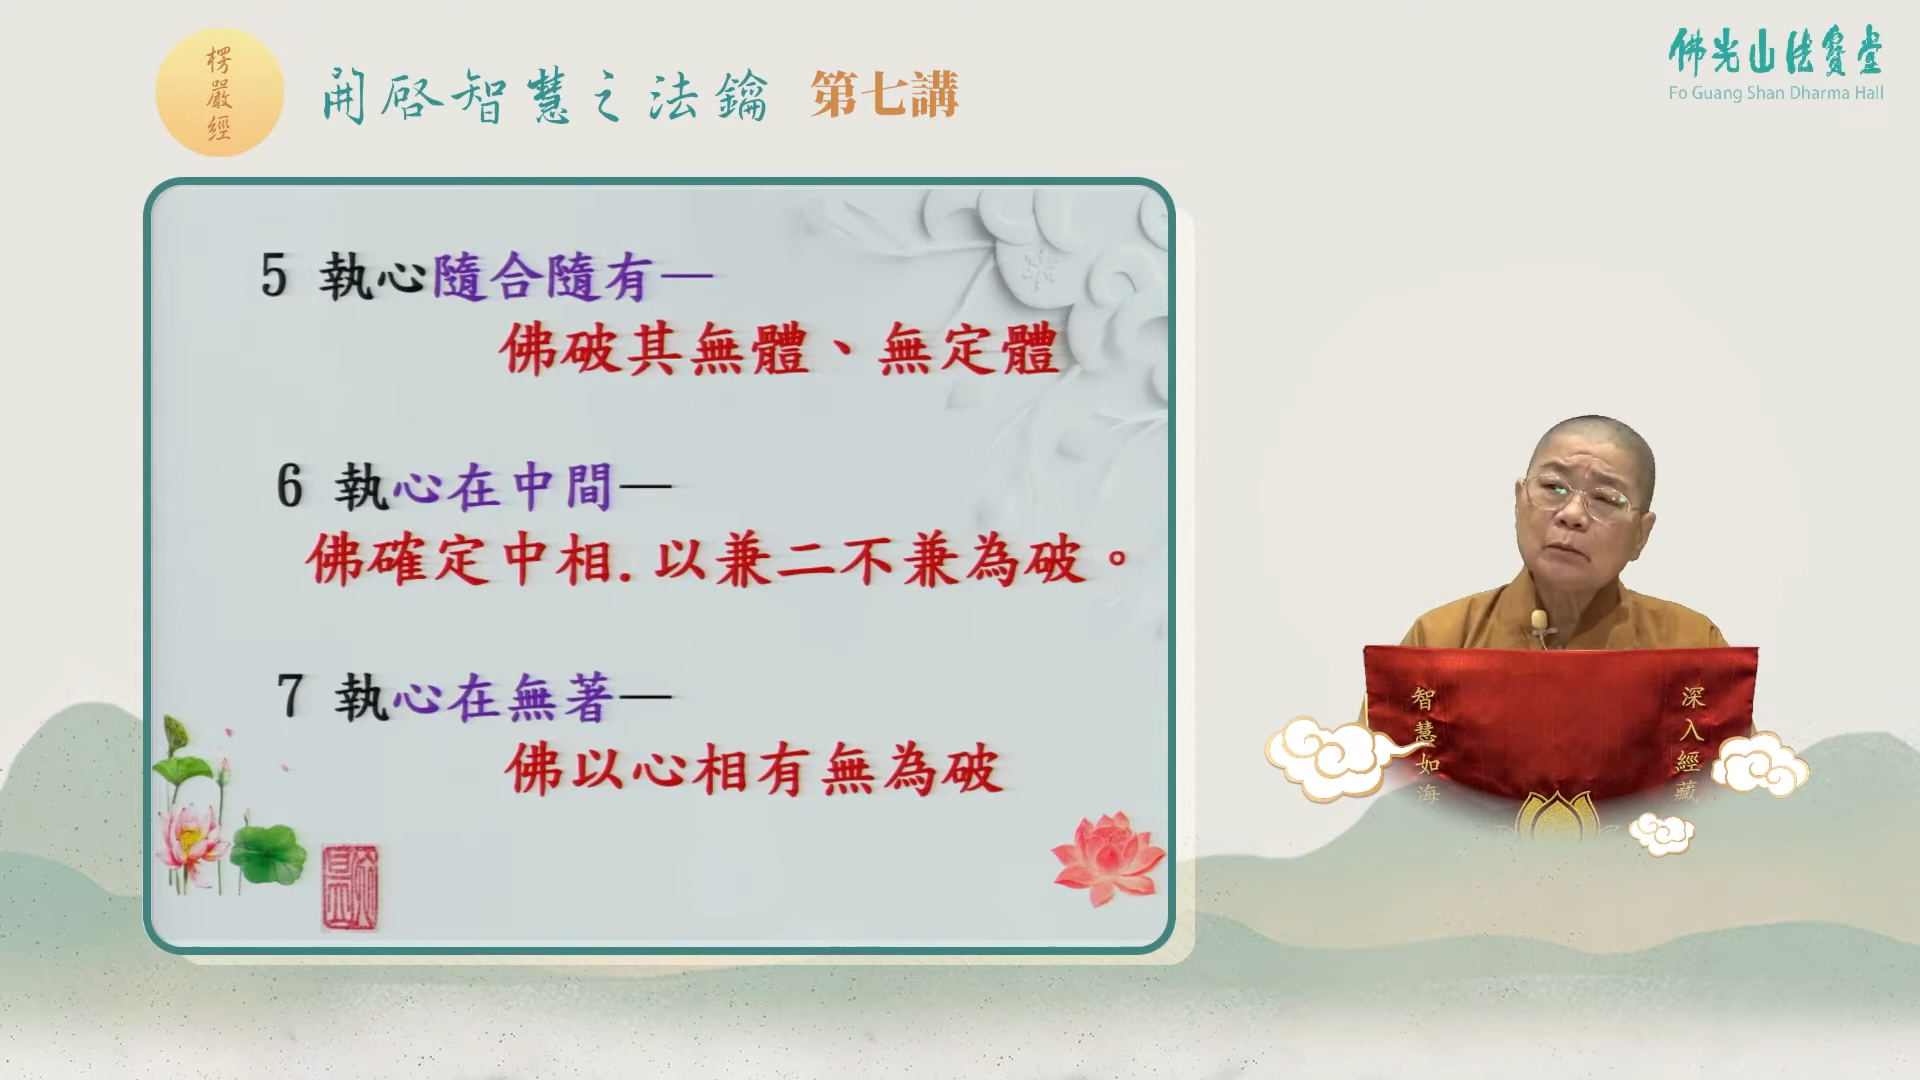 楞嚴經
開啓智慧之法鑰 第七講
佛光山法寶堂
Fo Guang Shan Dharma Hall
5 執心隨合隨有—
佛破其無體、無定體
6 執心在中間—
佛確定中相.以兼二不兼為破。
7 執心在無著—
佛以心相有無為破
深入經藏
智慧如海